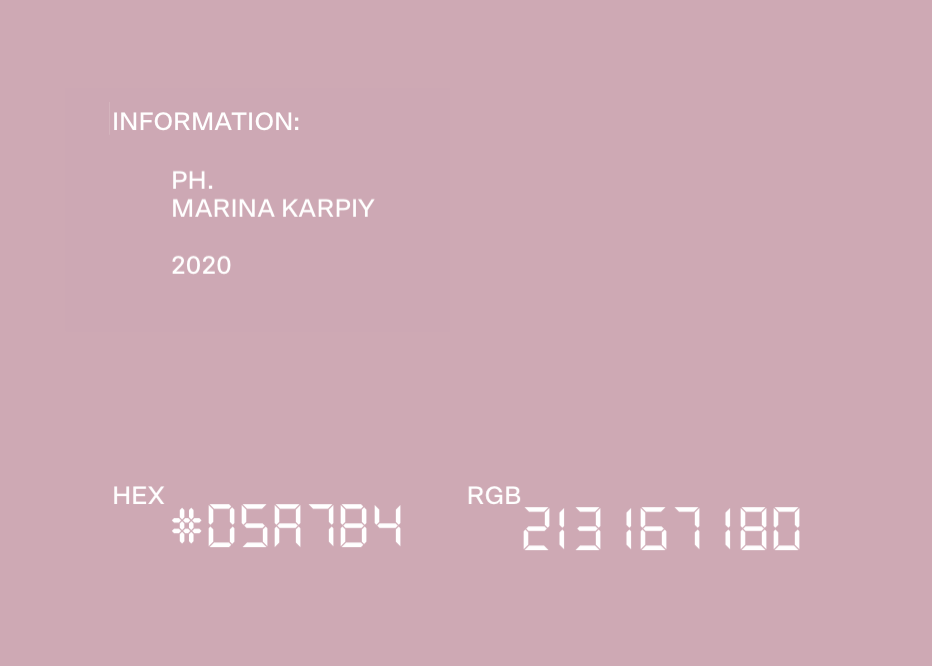 INFORMATION:
PH.
MARINA KARPIY
2020
HEX
#D5A7B4
RGB
213 167 180